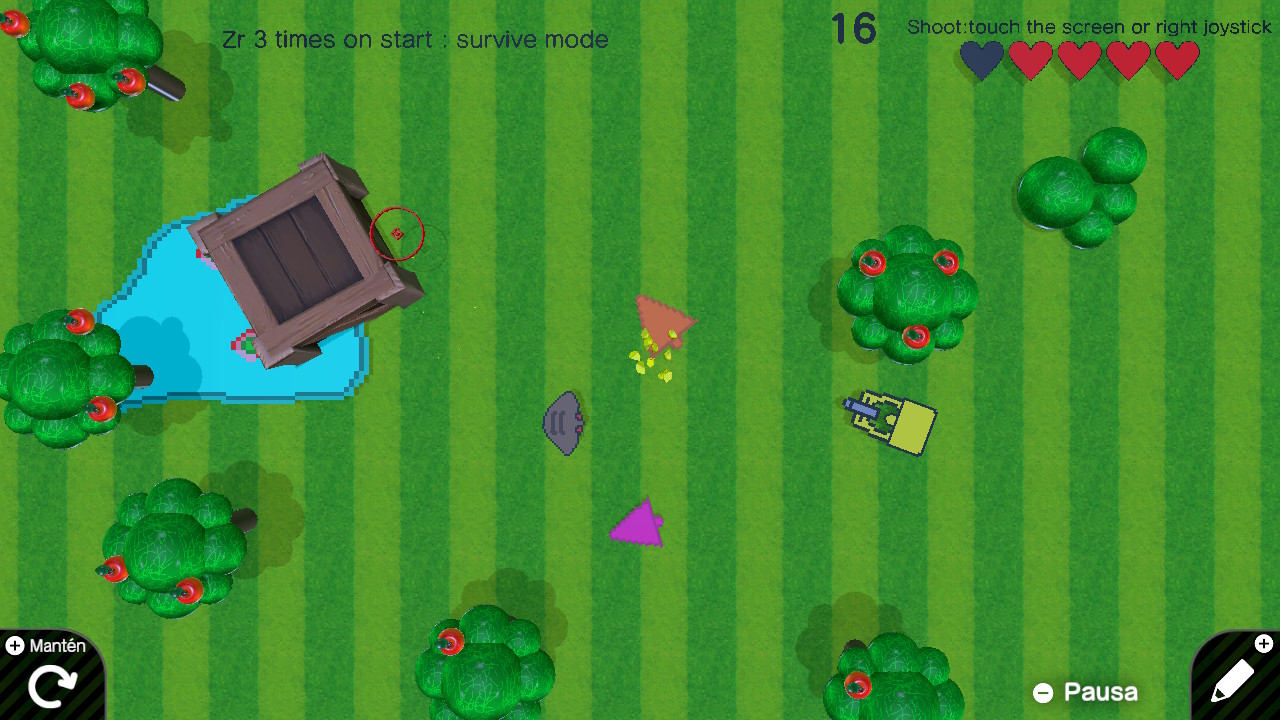 16
Shoot:touch the screen or right joystick
Zr 3 times on start : survive mode
Mantén
Pausa